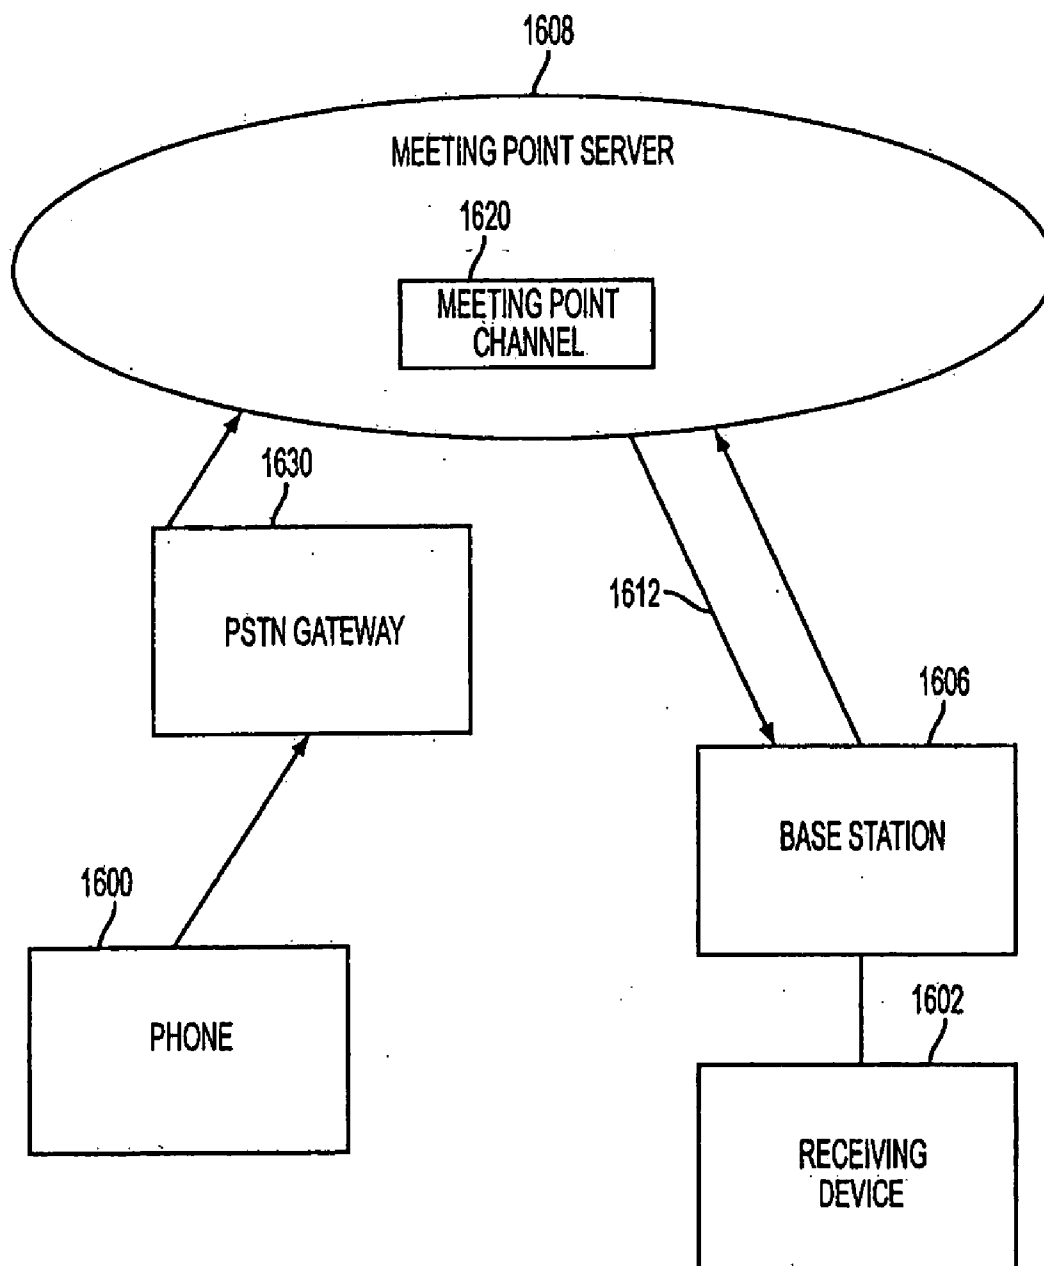 1608
MEETING POINT SERVER
1620
MEETING POINT
CHANNEL
1630
PSTN GATEWAY
1612
1606
BASE STATION
1600
PHONE
1602
RECEIVING
DEVICE